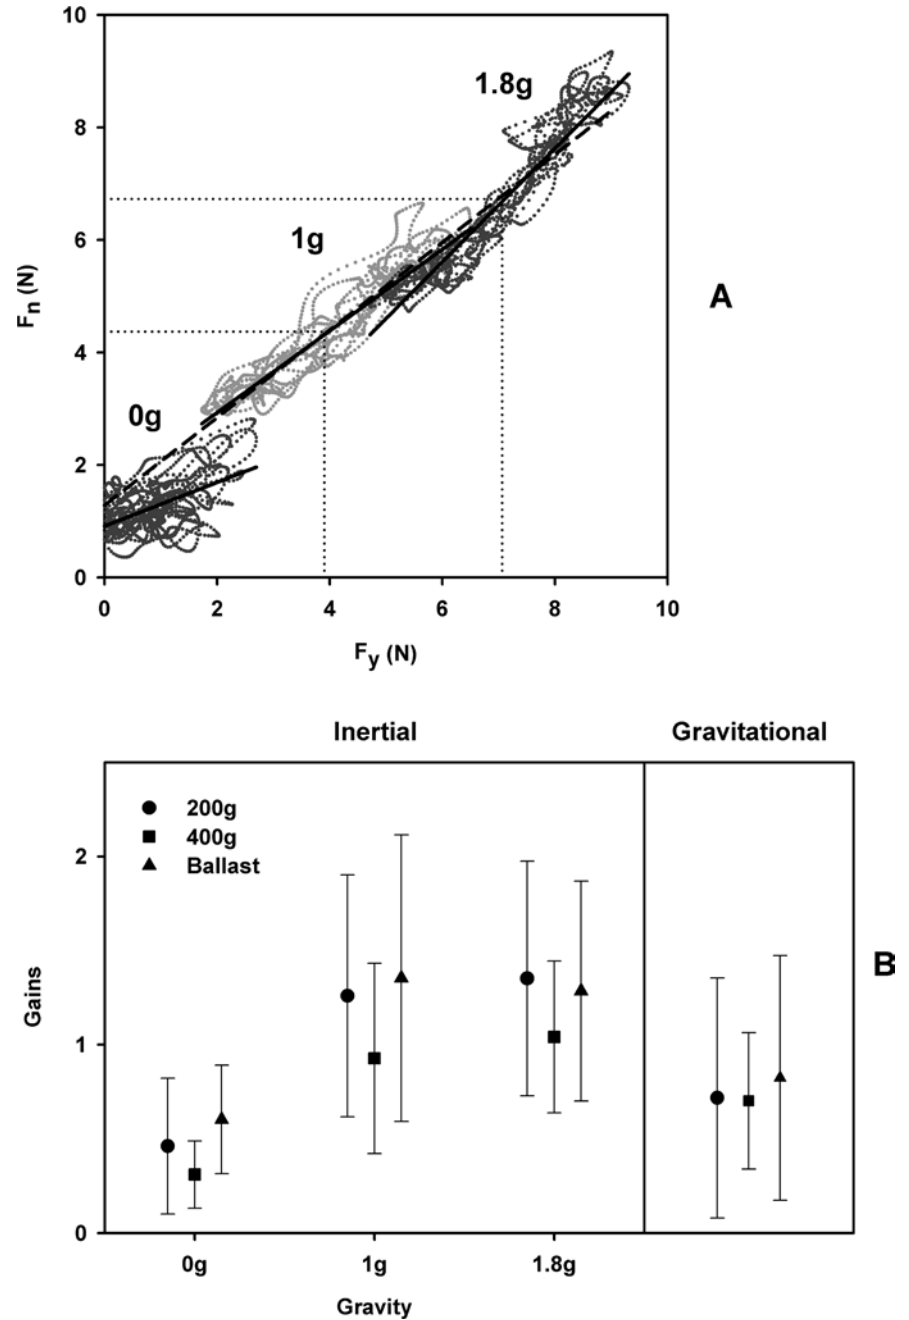 10
8
6
4
2
0
Fn (N)
1.8g
1g
0g
A
0 2 4 6 8 10
Fy (N)
Inertial Gravitational
200g
400g
Ballast
2
1
0
Gains
B
0g 1g 1.8g
Gravity